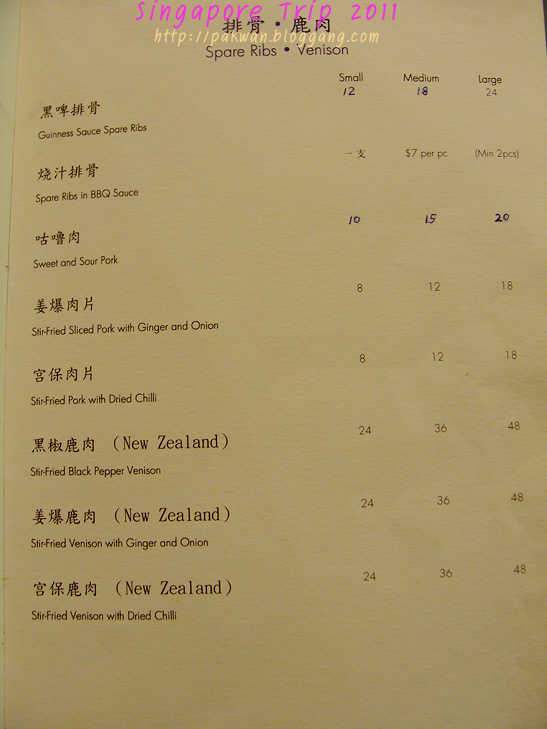 Singapore Trip 2011
排骨・鹿肉
http://pakwan.bloggang.com
Spare Ribs • Venison
Small Medium Large
黑啤排骨 12 18 24
Guinness Sauce Spare Ribs
烧汁排骨 一支 $7 per pc (Min 2pcs)
Spare Ribs in BBQ Sauce
咕噜肉 10 15 20
Sweet and Sour Pork
姜爆肉片 8 12 18
Stir-Fried Sliced Pork with Ginger and Onion
宫保肉片 8 12 18
Stir-Fried Pork with Dried Chilli
黑椒鹿肉 (New Zealand) 24 36 48
Stir-Fried Black Pepper Venison
姜爆鹿肉 (New Zealand) 24 36 48
Stir-Fried Venison with Ginger and Onion
宫保鹿肉 (New Zealand) 24 36 48
Stir-Fried Venison with Dried Chilli